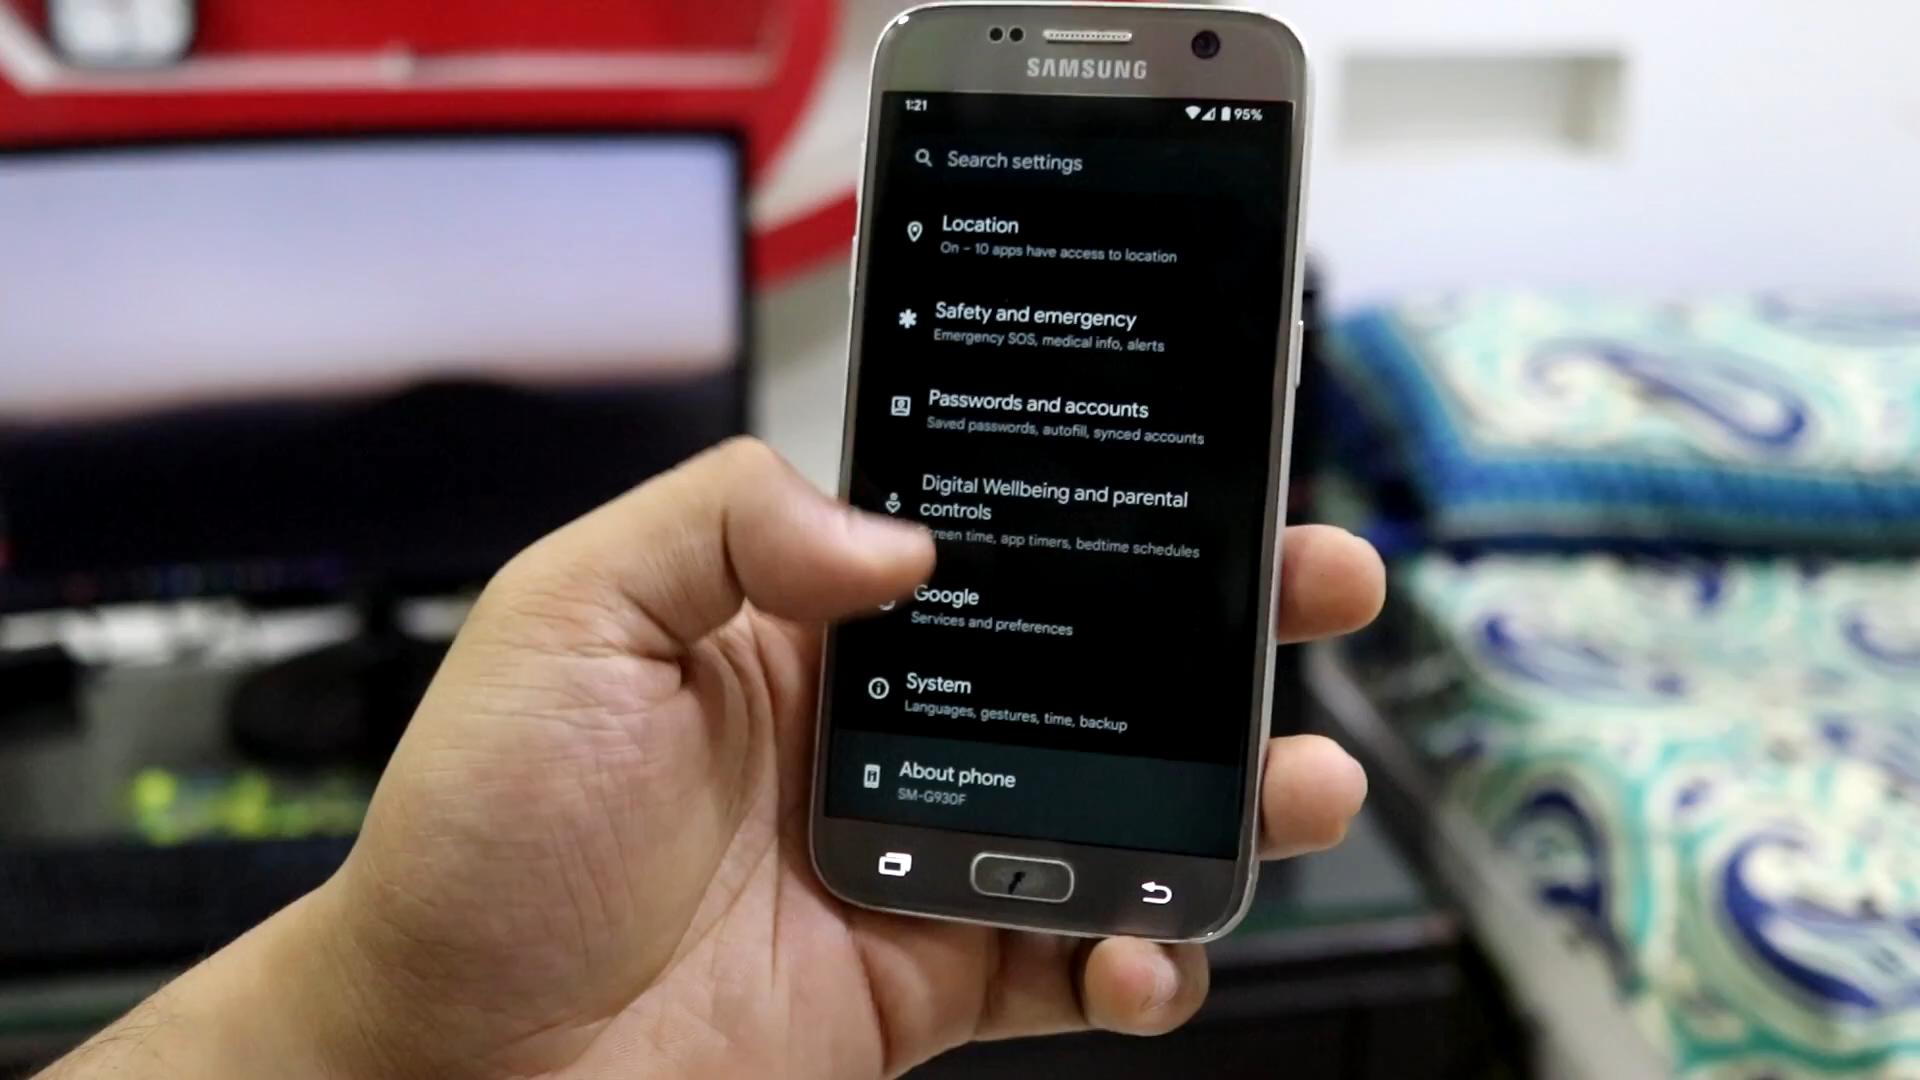 SAMSUNG
1:21
95%
Search settings
Location
On – 10 apps have access to location
Safety and emergency
Emergency SOS, medical info, alerts
Passwords and accounts
Saved passwords, autofill, synced accounts
Digital Wellbeing and parental
controls
Screen time, app timers, bedtime schedules
Google
Services and preferences
System
Languages, gestures, time, backup
About phone
SM-G930F